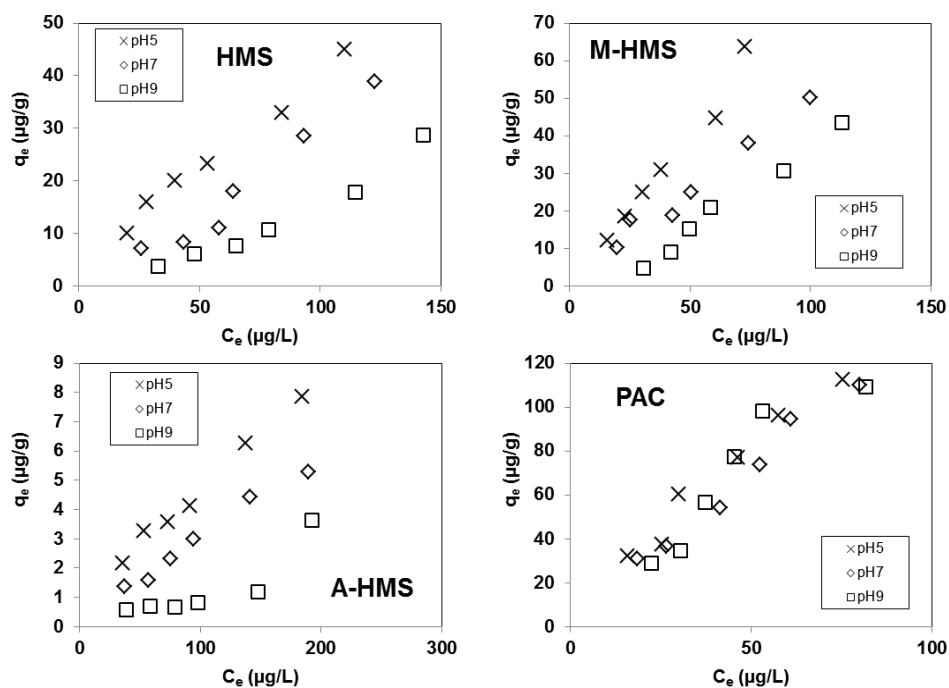 50
40
30
20
10
0
qe (µg/g)
×pH5
◇pH7
□pH9
HMS
0 50 100 150
Ce (µg/L)
70
60
50
40
30
20
10
0
qe (µg/g)
M-HMS
×pH5
◇pH7
□pH9
0 50 100 150
Ce (µg/L)
9
8
7
6
5
4
3
2
1
0
qe (µg/g)
×pH5
◇pH7
□pH9
A-HMS
0 100 200 300
Ce (µg/L)
120
100
80
60
40
20
0
qe (µg/g)
PAC
×pH5
◇pH7
□pH9
0 50 100
Ce (µg/L)